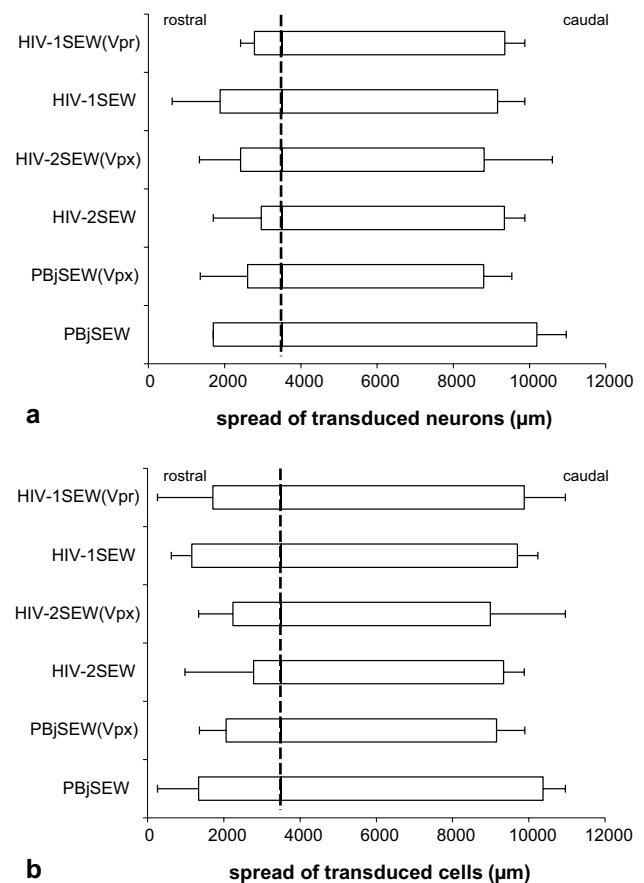 rostral caudal
HIV-1SEW(Vpr)
HIV-1SEW
HIV-2SEW(Vpx)
HIV-2SEW
PBjSEW(Vpx)
PBjSEW
0 2000 4000 6000 8000 10000 12000
a spread of transduced neurons (µm)
rostral caudal
HIV-1SEW(Vpr)
HIV-1SEW
HIV-2SEW(Vpx)
HIV-2SEW
PBjSEW(Vpx)
PBjSEW
0 2000 4000 6000 8000 10000 12000
b spread of transduced cells (µm)